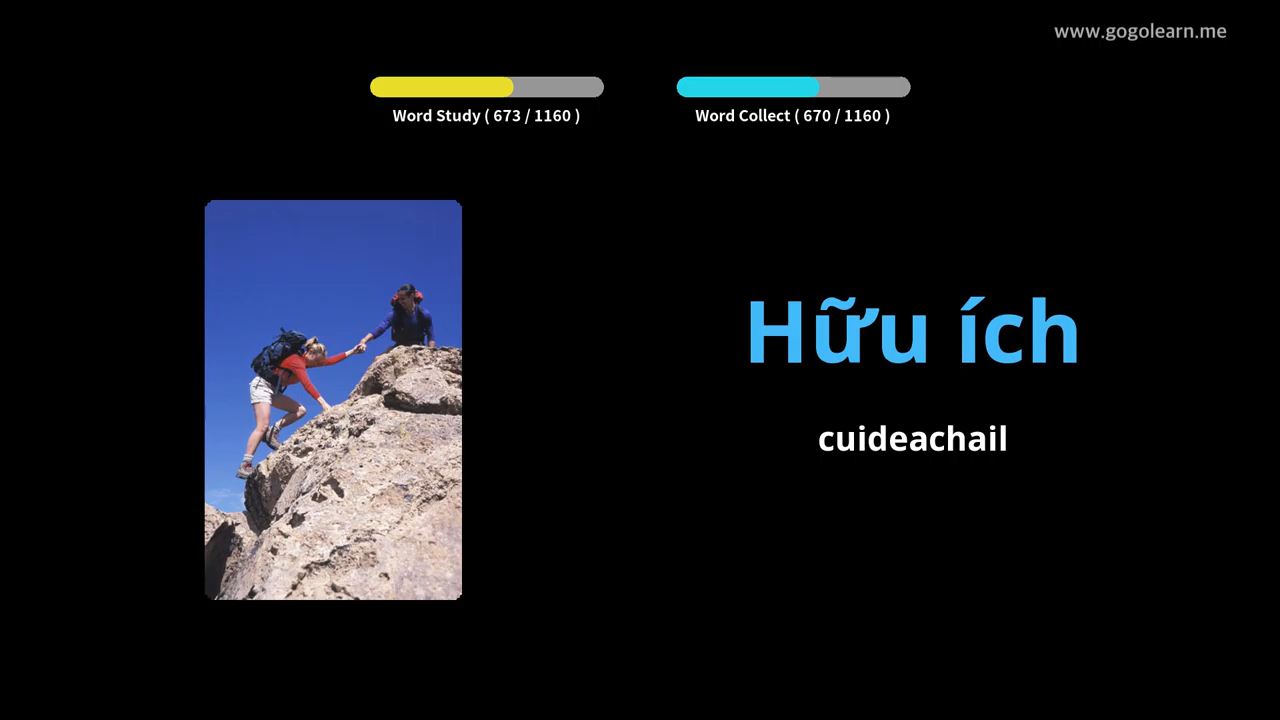 www.gogolearn.me
Word Study ( 673 / 1160 )
Word Collect ( 670 / 1160 )
Hữu ích
cuideachail